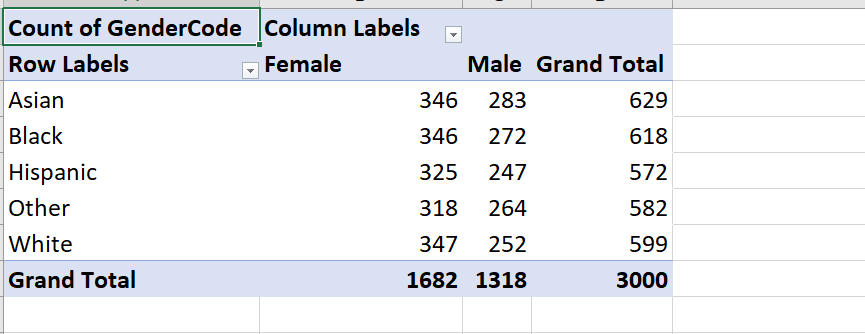 Count of GenderCode Column Labels
Row Labels Female Male Grand Total
Asian 346 283 629
Black 346 272 618
Hispanic 325 247 572
Other 318 264 582
White 347 252 599
Grand Total 1682 1318 3000